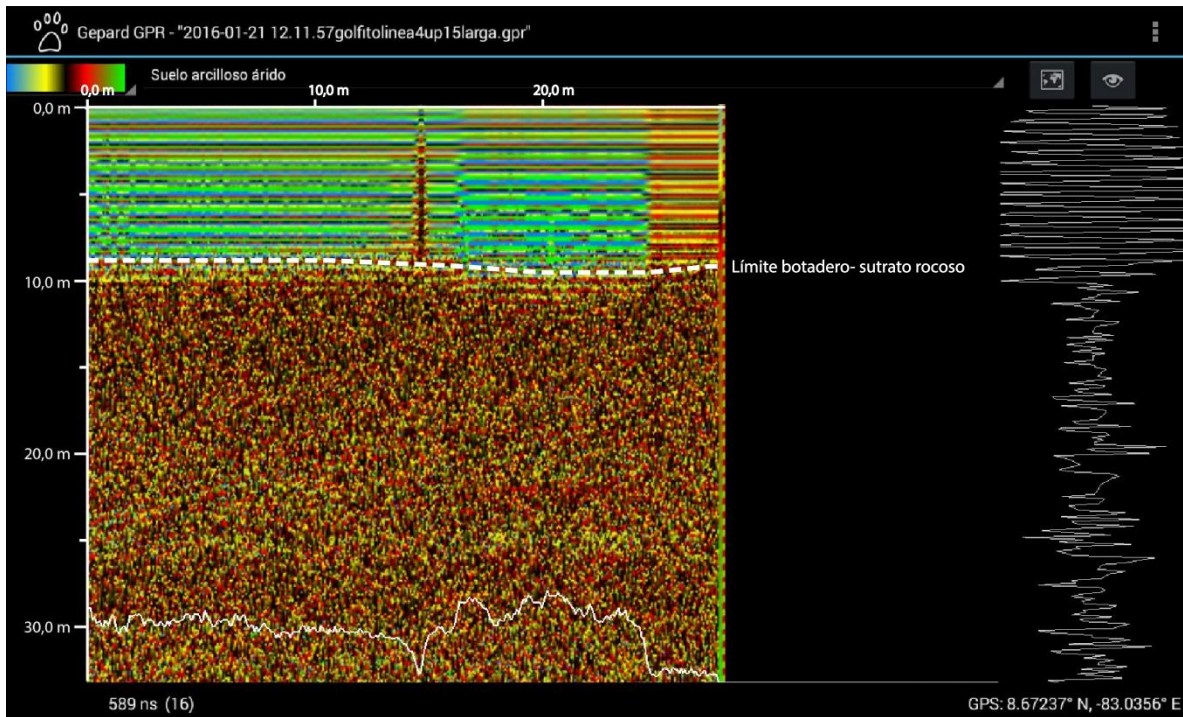 Gepard GPR - "2016-01-21 12.11.57golfitolinea4up15larga.gpr"
Suelo arcilloso árido
0,0 m 10,0 m 20,0 m
0,0 m
Límite botadero- sutrato rocoso
10,0 m
20,0 m
30,0 m
589 ns (16)
GPS: 8.67237° N, -83.0356° E